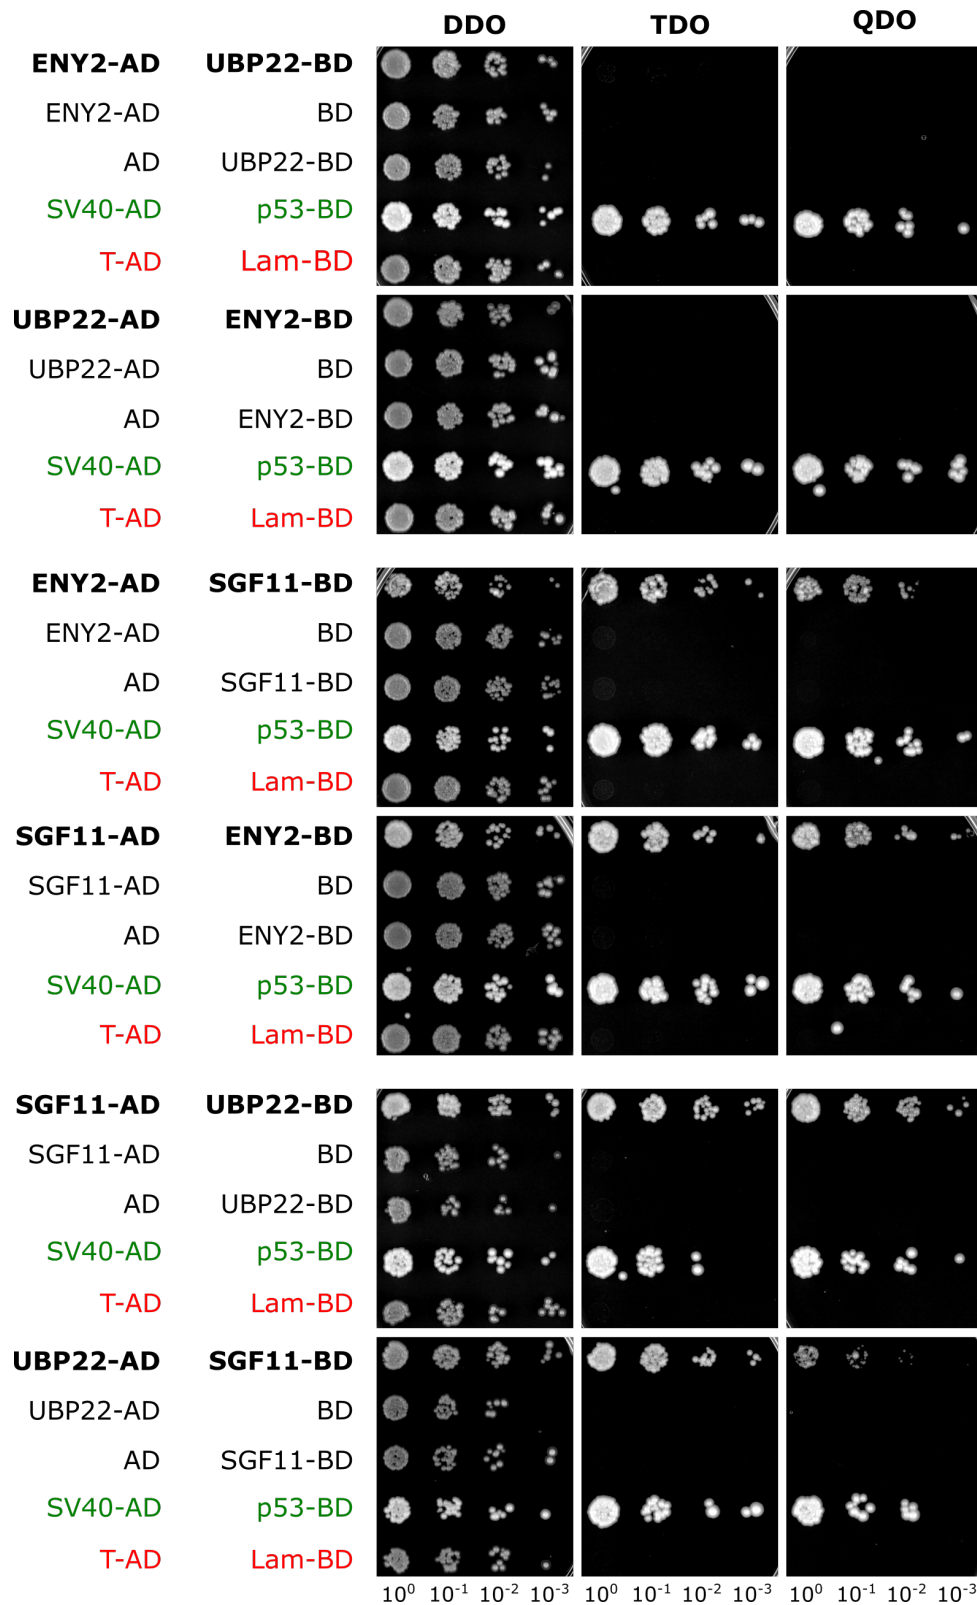 DDO TDO QDO
ENY2-AD UBP22-BD
ENY2-AD BD
AD UBP22-BD
SV40-AD p53-BD
T-AD Lam-BD
UBP22-AD ENY2-BD
UBP22-AD BD
AD ENY2-BD
SV40-AD p53-BD
T-AD Lam-BD
ENY2-AD SGF11-BD
ENY2-AD BD
AD SGF11-BD
SV40-AD p53-BD
T-AD Lam-BD
SGF11-AD ENY2-BD
SGF11-AD BD
AD ENY2-BD
SV40-AD p53-BD
T-AD Lam-BD
SGF11-AD UBP22-BD
SGF11-AD BD
AD UBP22-BD
SV40-AD p53-BD
T-AD Lam-BD
UBP22-AD SGF11-BD
UBP22-AD BD
AD SGF11-BD
SV40-AD p53-BD
T-AD Lam-BD
10⁰ 10⁻¹ 10⁻² 10⁻³ 10⁰ 10⁻¹ 10⁻² 10⁻³ 10⁰ 10⁻¹ 10⁻² 10⁻³